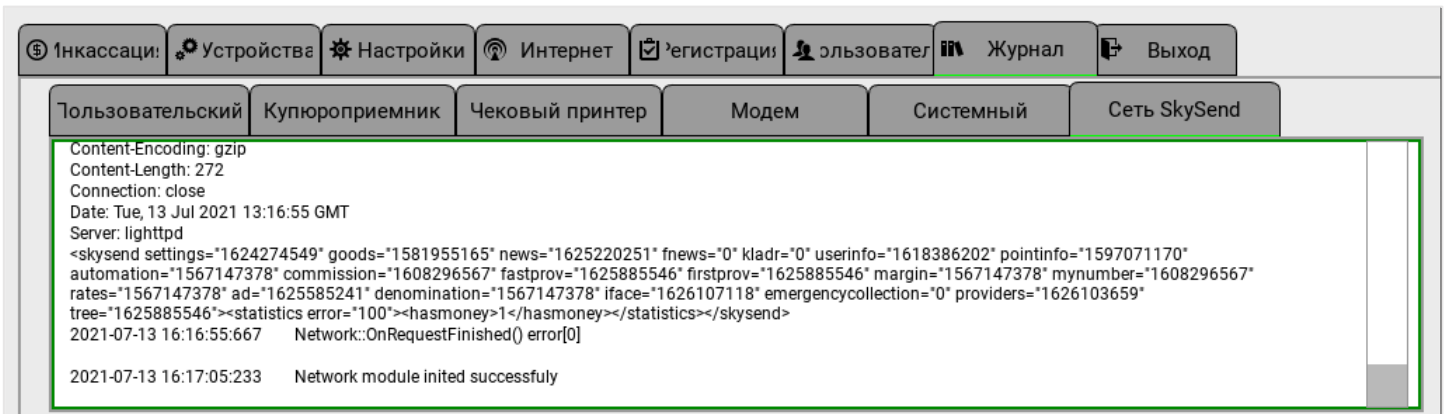 Инкассация Устройства Настройки Интернет Регистрация Пользовател Журнал Выход
Пользовательский Купюроприемник Чековый принтер Модем Системный Сеть SkySend
Content-Encoding: gzip
Content-Length: 272
Connection: close
Date: Tue, 13 Jul 2021 13:16:55 GMT
Server: lighttpd
<skysend settings="1624274549" goods="1581955165" news="1625220251" fnews="0" kladr="0" userinfo="1618386202" pointinfo="1597071170"
automation="1567147378" commission="1608296567" fastprov="1625885546" firstprov="1625885546" margin="1567147378" mynumber="1608296567"
rates="1567147378" ad="1625585241" denomination="1567147378" iface="1626107118" emergencycollection="0" providers="1626103659"
tree="1625885546"><statistics error="100"><hasmoney>1</hasmoney></statistics></skysend>
2021-07-13 16:16:55:667 Network::OnRequestFinished() error[0]
2021-07-13 16:17:05:233 Network module inited successfuly